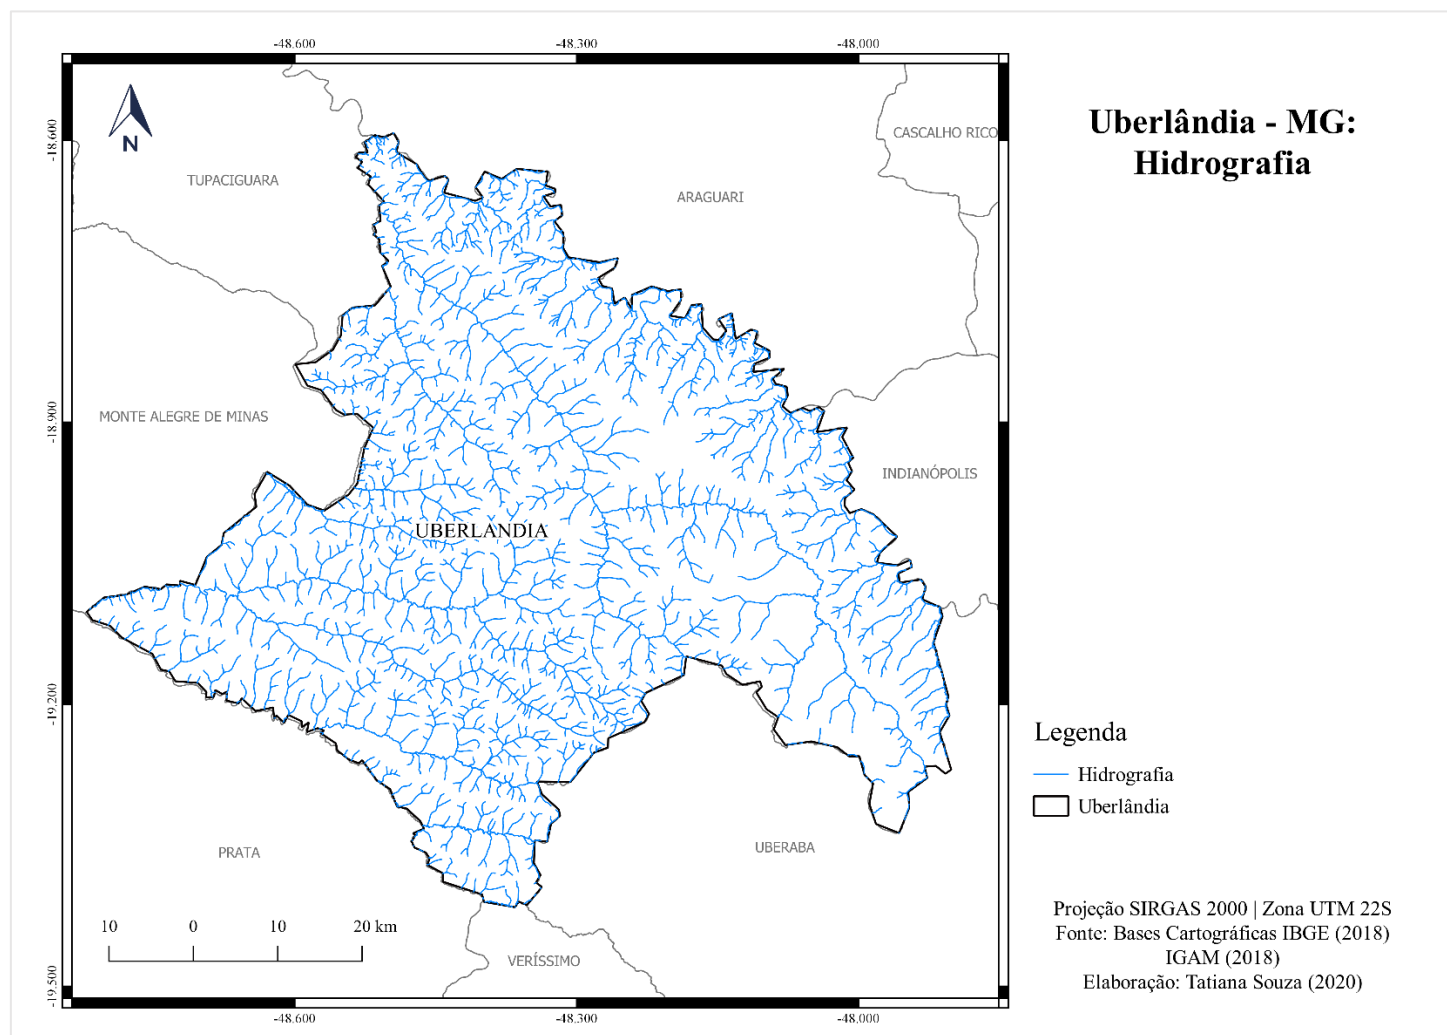 -48.600 -48.300 -48.000
Uberlândia - MG:
Hidrografia
N
-18.600
CASCALHO RICO
TUPACIGUARA
ARAGUARI
MONTE ALEGRE DE MINAS
-18.900
INDIANÓPOLIS
UBERLANDIA
-19.200
Legenda
Hidrografia
Uberlândia
PRATA
UBERABA
10 0 10 20 km
VERÍSSIMO
-19.500
Projeção SIRGAS 2000 | Zona UTM 22S
Fonte: Bases Cartográficas IBGE (2018)
IGAM (2018)
Elaboração: Tatiana Souza (2020)
-48.600 -48.300 -48.000